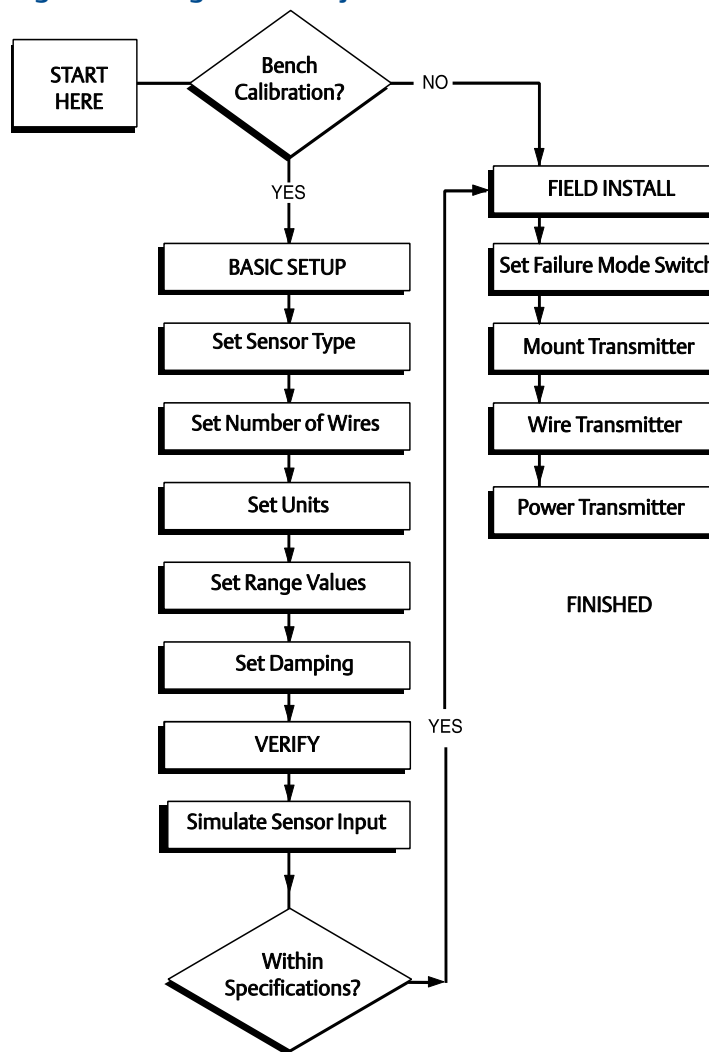 START
HERE
Bench
Calibration?
NO
YES
BASIC SETUP
Set Sensor Type
Set Number of Wires
Set Units
Set Range Values
Set Damping
VERIFY
Simulate Sensor Input
Within
Specifications?
YES
FIELD INSTALL
Set Failure Mode Switch
Mount Transmitter
Wire Transmitter
Power Transmitter
FINISHED